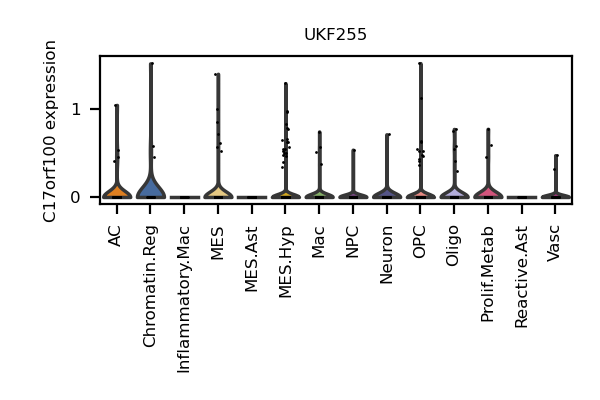 UKF255
C17orf100 expression
1
0
AC
Chromatin.Reg
Inflammatory.Mac
MES
MES.Ast
MES.Hyp
Mac
NPC
Neuron
OPC
Oligo
Prolif.Metab
Reactive.Ast
Vasc